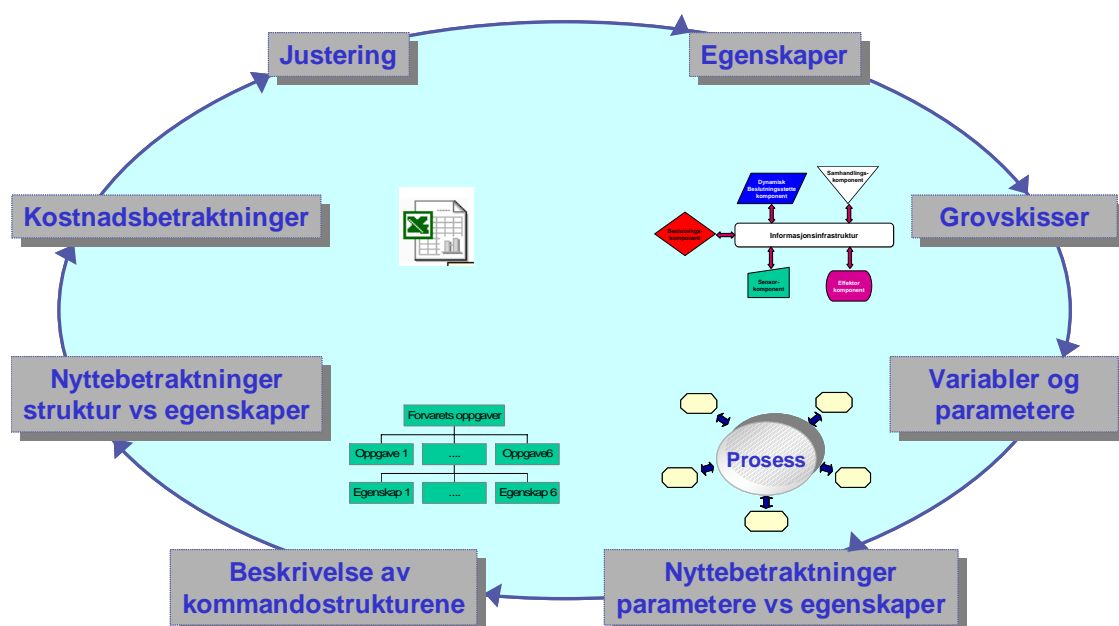 Justering
Egenskaper
Kostnadsbetraktninger
Dynamisk
Beslutningsstøtte
komponent
Samhandlings-
komponent
Grovskisser
Beslutnings-
komponent
Informasjonsinfrastruktur
Sensor-
komponent
Effektor
komponent
Nyttebetraktninger
struktur vs egenskaper
Variabler og
parametere
Forvarets oppgaver
Oppgave 1
....
Oppgave6
Egenskap 1
....
Egenskap 6
Prosess
Beskrivelse av
kommandostrukturene
Nyttebetraktninger
parametere vs egenskaper